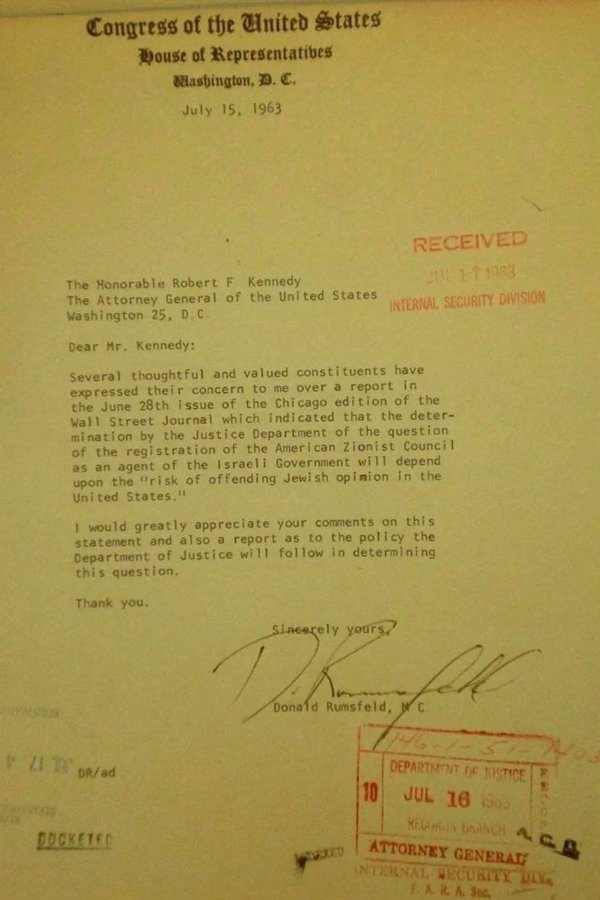 Congress of the United States
House of Representatives
Washington, D. C.
July 15, 1963
RECEIVED
JUL 17 1963
INTERNAL SECURITY DIVISION
The Honorable Robert F Kennedy
The Attorney General of the United States
Washington 25, D.C.
Dear Mr. Kennedy:
Several thoughtful and valued constituents have
expressed their concern to me over a report in
the June 28th issue of the Chicago edition of the
Wall Street Journal which indicated that the deter-
mination by the Justice Department of the question
of the registration of the American Zionist Council
as an agent of the Israeli Government will depend
upon the "risk of offending Jewish opinion in the
United States."
I would greatly appreciate your comments on this
statement and also a report as to the policy the
Department of Justice will follow in determining
this question.
Thank you.
Sincerely yours,
D. Rumsfeld
Donald Rumsfeld, M C
DR/ad
DOCKETED
146-1-51-
DEPARTMENT OF JUSTICE
10
JUL 16 1963
RECORDS BRANCH
A.C.B
ATTORNEY GENERAL
INTERNAL SECURITY DIV.
F. A. R. A. Sec.